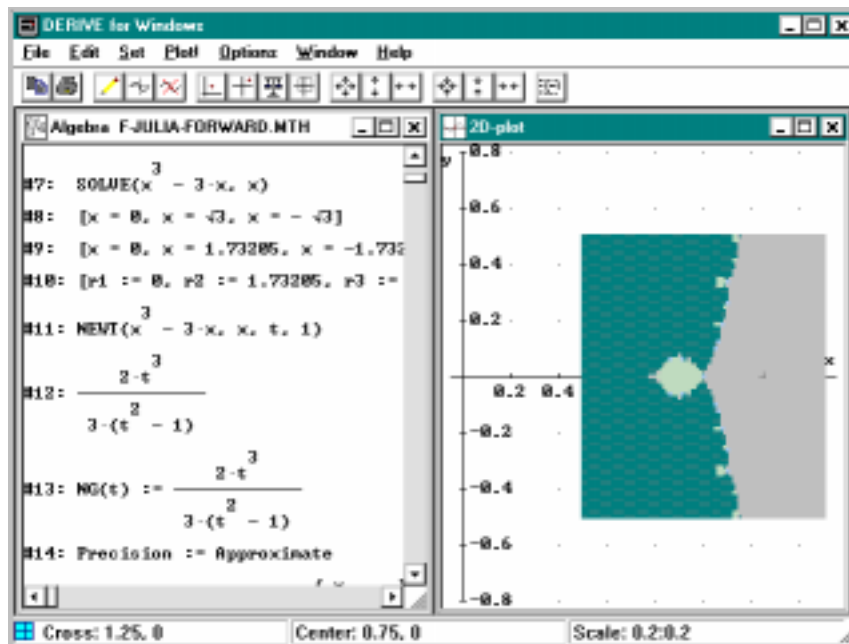 DERIVE for Windows
File Edit Set Plot! Options Window Help
Algebra F-JULIA-FORWARD.MTH
#7: SOLVE(x^3 - 3·x, x)
#8: [x = 0, x = √3, x = - √3]
#9: [x = 0, x = 1.73205, x = -1.732
#10: [r1 := 0, r2 := 1.73205, r3 :=
#11: NEWT(x^3 - 3·x, x, t, 1)
#12: 2·t^3
3·(t^2 - 1)
#13: NG(t) := 2·t^3
3·(t^2 - 1)
#14: Precision := Approximate
2D-plot
y 0.8
0.6
0.4
0.2
x
0.2 0.4
-0.2
-0.4
-0.6
-0.8
Cross: 1.25, 0 Center: 0.75, 0 Scale: 0.2:0.2